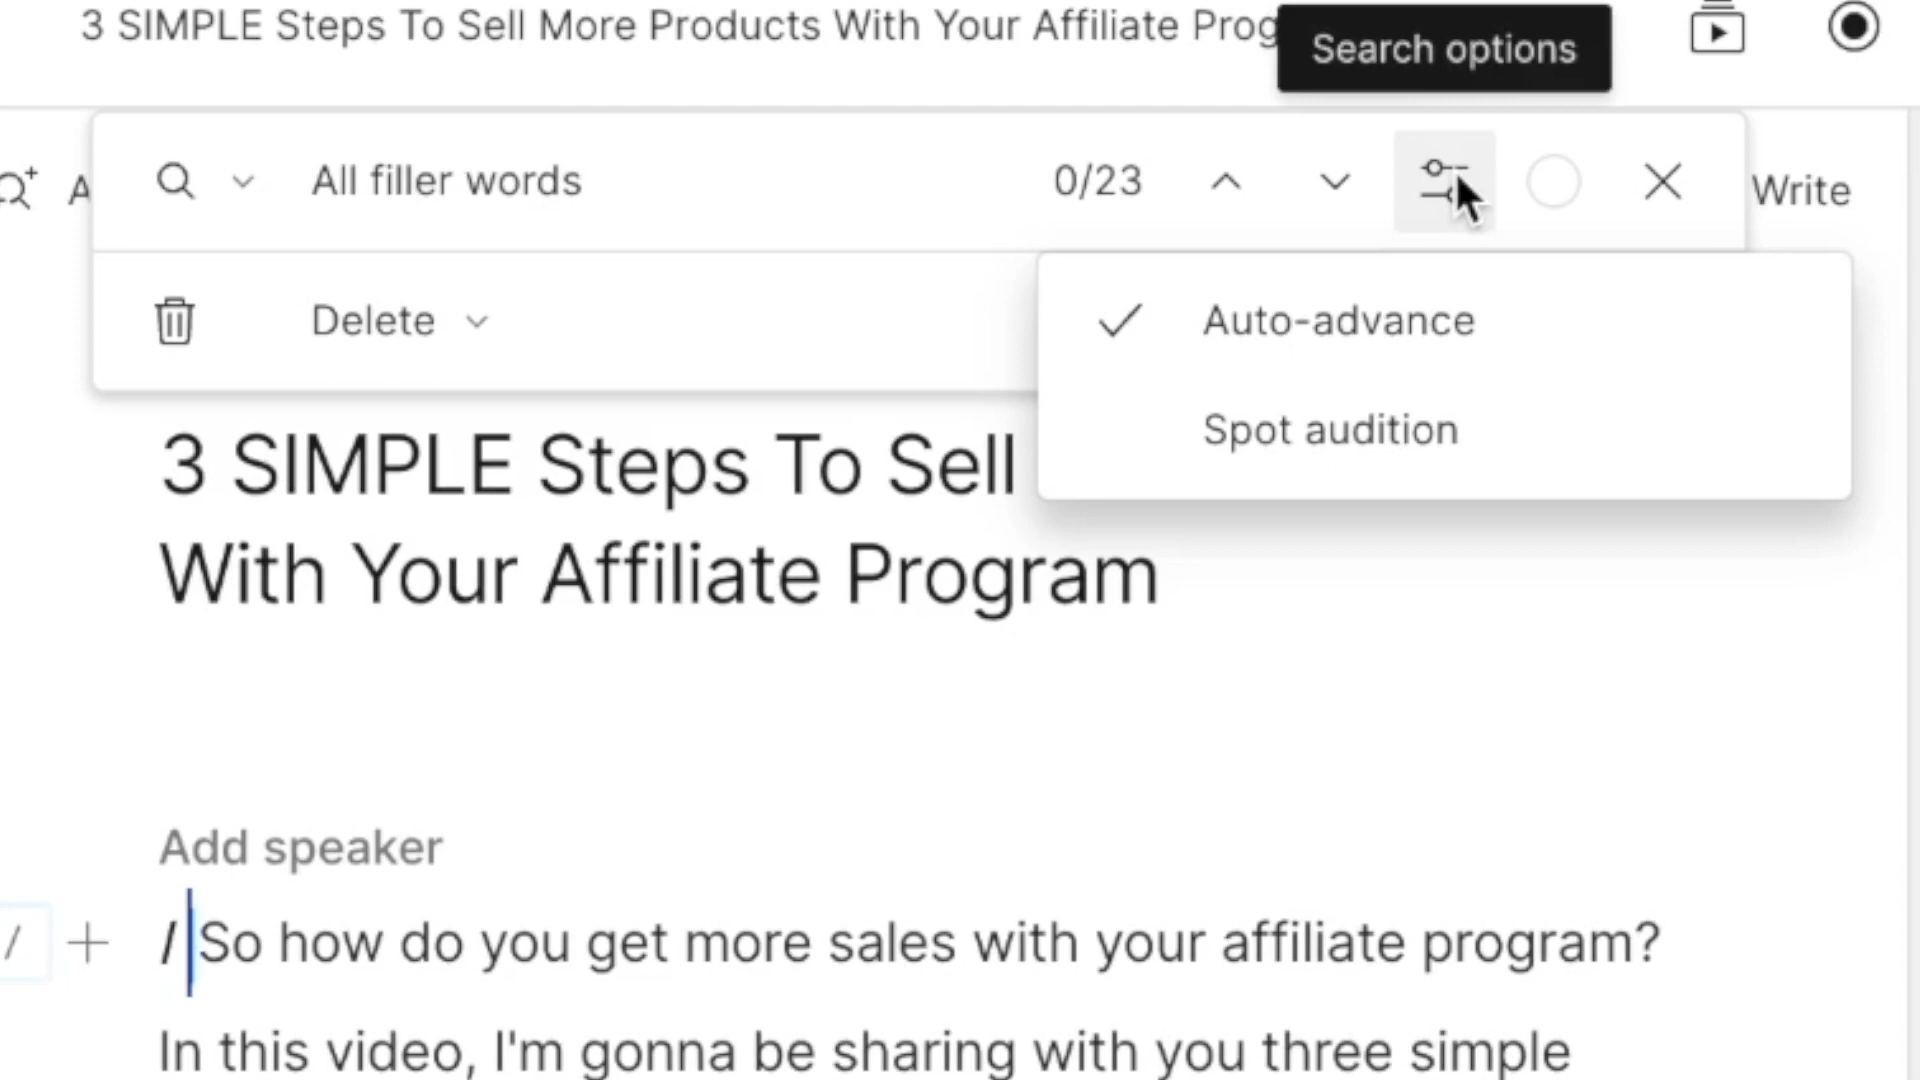 3 SIMPLE Steps To Sell More Products With Your Affiliate Prog
Search options
A
All filler words
0/23
Write
Delete
Auto-advance
Spot audition
3 SIMPLE Steps To Sell
With Your Affiliate Program
Add speaker
/
/ So how do you get more sales with your affiliate program?
In this video, I'm gonna be sharing with you three simple